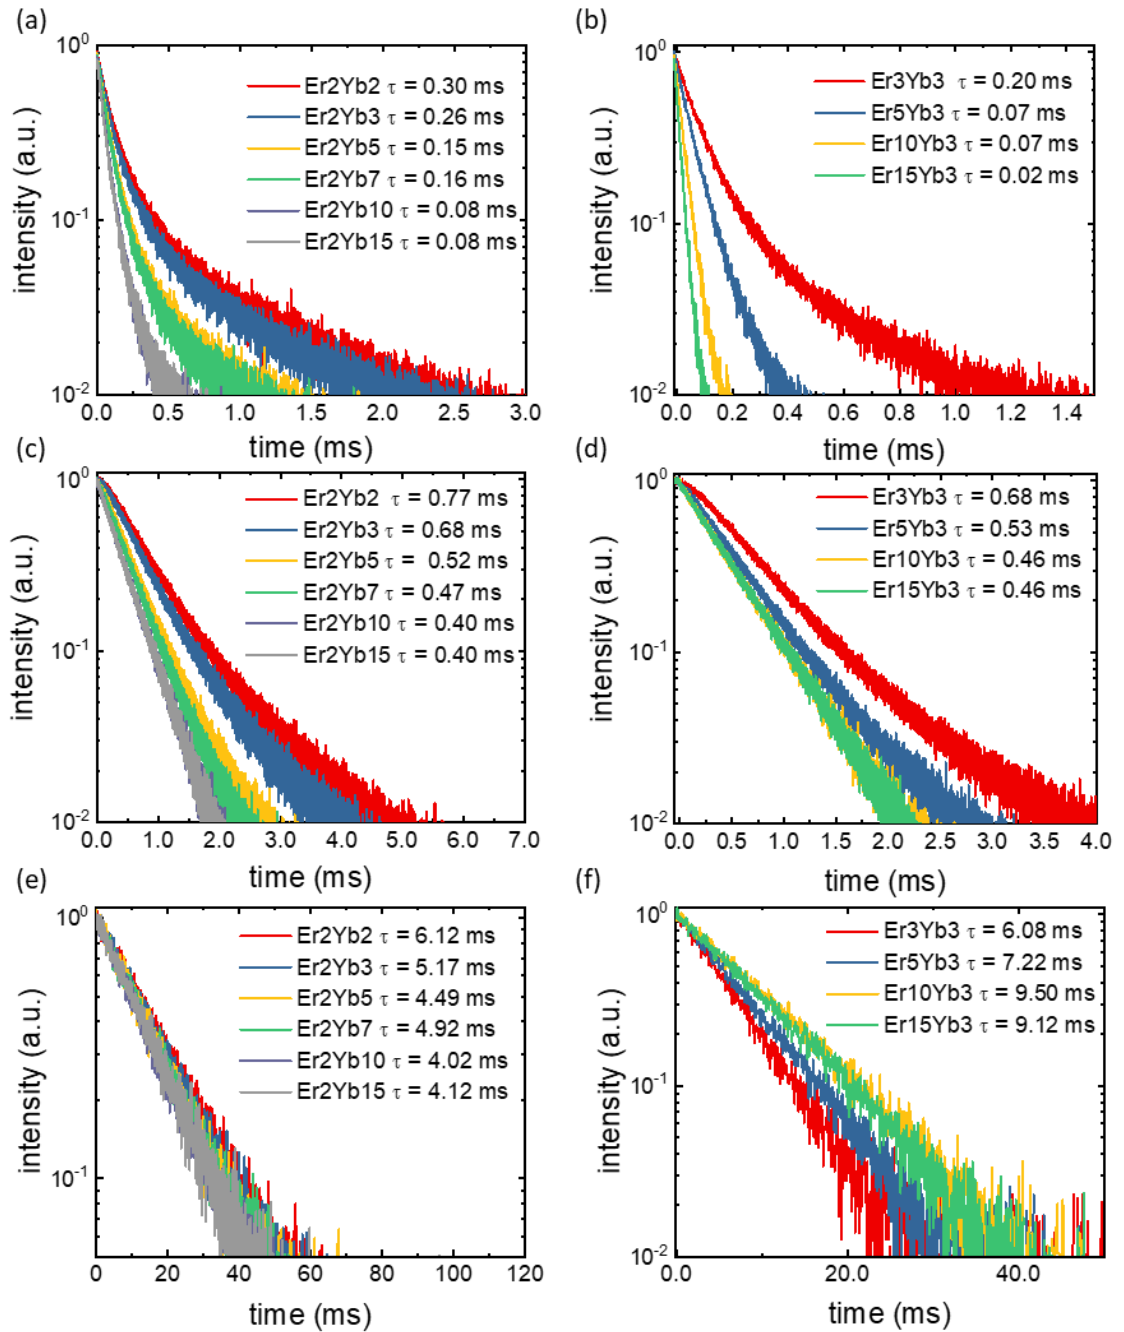 (a)
10⁰
10⁻¹
10⁻²
intensity (a.u.)
Er2Yb2 τ = 0.30 ms
Er2Yb3 τ = 0.26 ms
Er2Yb5 τ = 0.15 ms
Er2Yb7 τ = 0.16 ms
Er2Yb10 τ = 0.08 ms
Er2Yb15 τ = 0.08 ms
0.0 0.5 1.0 1.5 2.0 2.5 3.0
time (ms)
(b)
10⁰
10⁻¹
10⁻²
intensity (a.u.)
Er3Yb3 τ = 0.20 ms
Er5Yb3 τ = 0.07 ms
Er10Yb3 τ = 0.07 ms
Er15Yb3 τ = 0.02 ms
0.0 0.2 0.4 0.6 0.8 1.0 1.2 1.4
time (ms)
(c)
10⁰
10⁻¹
10⁻²
intensity (a.u.)
Er2Yb2 τ = 0.77 ms
Er2Yb3 τ = 0.68 ms
Er2Yb5 τ = 0.52 ms
Er2Yb7 τ = 0.47 ms
Er2Yb10 τ = 0.40 ms
Er2Yb15 τ = 0.40 ms
0.0 1.0 2.0 3.0 4.0 5.0 6.0 7.0
time (ms)
(d)
10⁰
10⁻¹
10⁻²
intensity (a.u.)
Er3Yb3 τ = 0.68 ms
Er5Yb3 τ = 0.53 ms
Er10Yb3 τ = 0.46 ms
Er15Yb3 τ = 0.46 ms
0.0 0.5 1.0 1.5 2.0 2.5 3.0 3.5 4.0
time (ms)
(e)
10⁰
10⁻¹
intensity (a.u.)
Er2Yb2 τ = 6.12 ms
Er2Yb3 τ = 5.17 ms
Er2Yb5 τ = 4.49 ms
Er2Yb7 τ = 4.92 ms
Er2Yb10 τ = 4.02 ms
Er2Yb15 τ = 4.12 ms
0 20 40 60 80 100 120
time (ms)
(f)
10⁰
10⁻¹
10⁻²
intensity (a.u.)
Er3Yb3 τ = 6.08 ms
Er5Yb3 τ = 7.22 ms
Er10Yb3 τ = 9.50 ms
Er15Yb3 τ = 9.12 ms
0.0 20.0 40.0
time (ms)